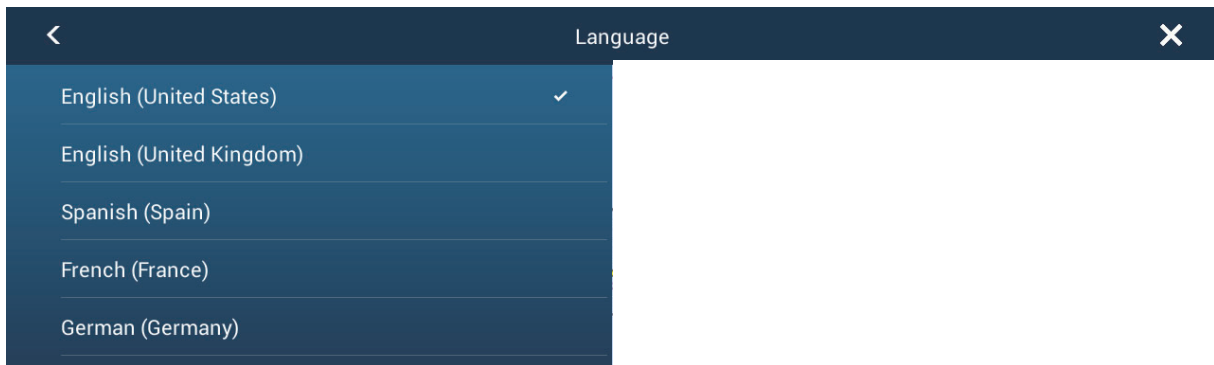 Language
English (United States)
English (United Kingdom)
Spanish (Spain)
French (France)
German (Germany)